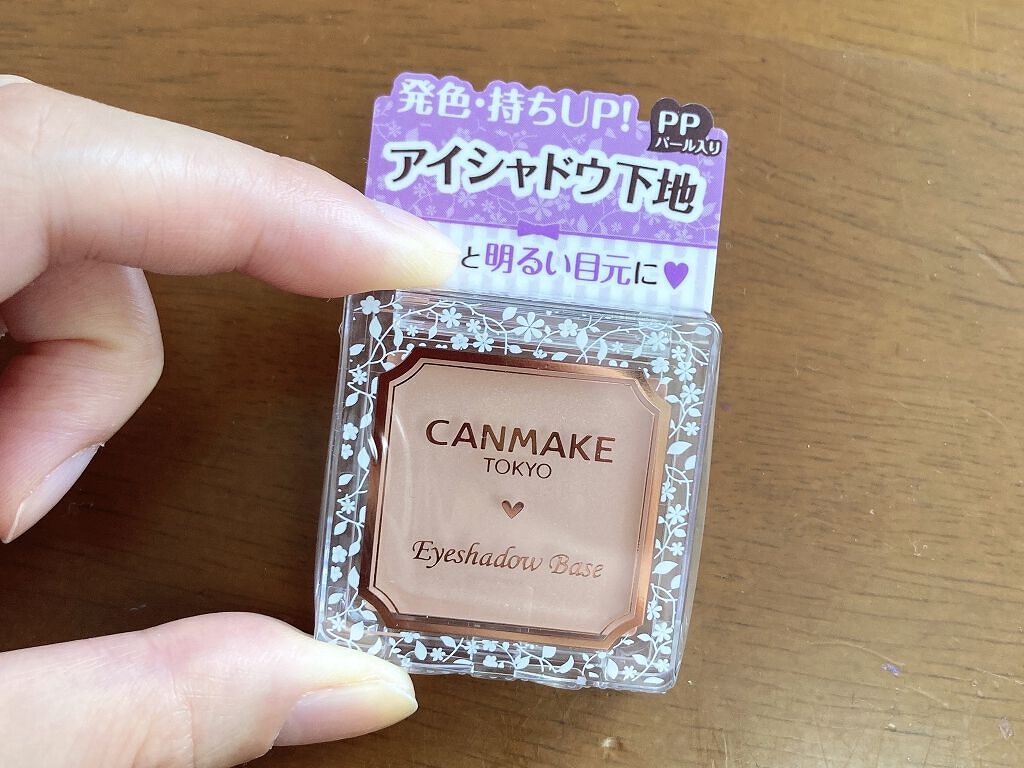 発色・持ちUP!
PP
パール入り
アイシャドウ下地
と明るい目元に♥
CANMAKE
TOKYO
Eyeshadow Base